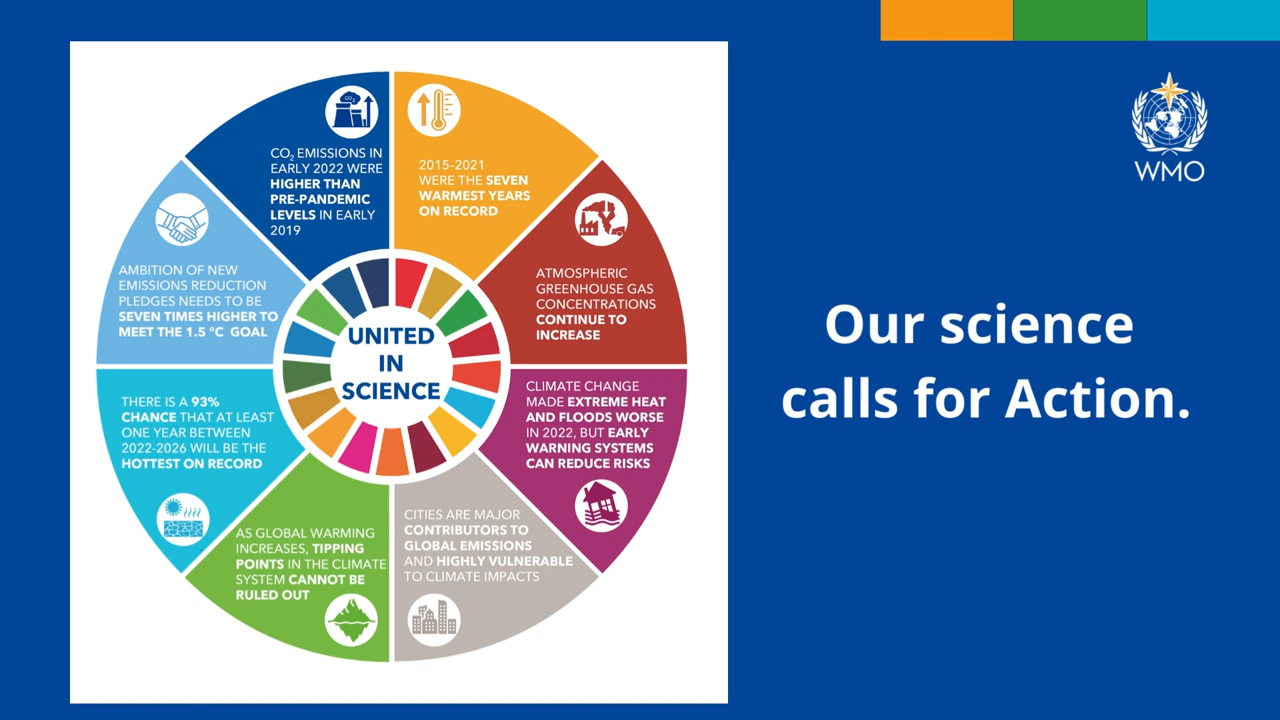 CO₂ EMISSIONS IN
EARLY 2022 WERE
HIGHER THAN
PRE-PANDEMIC
LEVELS IN EARLY
2019
2015–2021
WERE THE SEVEN
WARMEST YEARS
ON RECORD
ATMOSPHERIC
GREENHOUSE GAS
CONCENTRATIONS
CONTINUE TO
INCREASE
CLIMATE CHANGE
MADE EXTREME HEAT
AND FLOODS WORSE
IN 2022, BUT EARLY
WARNING SYSTEMS
CAN REDUCE RISKS
CITIES ARE MAJOR
CONTRIBUTORS TO
GLOBAL EMISSIONS
AND HIGHLY VULNERABLE
TO CLIMATE IMPACTS
AS GLOBAL WARMING
INCREASES, TIPPING
POINTS IN THE CLIMATE
SYSTEM CANNOT BE
RULED OUT
THERE IS A 93%
CHANCE THAT AT LEAST
ONE YEAR BETWEEN
2022-2026 WILL BE THE
HOTTEST ON RECORD
AMBITION OF NEW
EMISSIONS REDUCTION
PLEDGES NEEDS TO BE
SEVEN TIMES HIGHER TO
MEET THE 1.5 °C GOAL
UNITED
IN
SCIENCE
WMO
Our science
calls for Action.